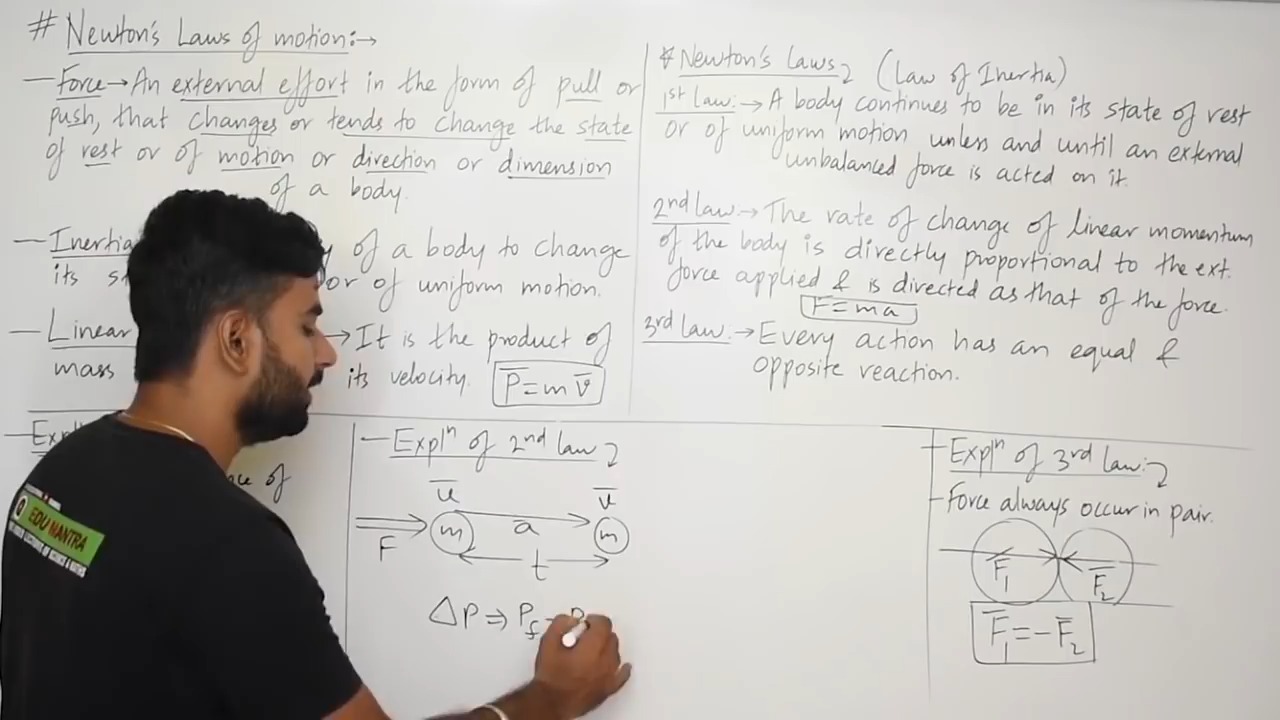 # Newton's Laws of motion:→
— Force → An external effort in the form of pull or
push, that changes or tends to change the state
of rest or of motion or direction or dimension
of a body.
— Inertia of a body to change
its or of uniform motion.
— Linear → It is the product of
mass its velocity. P̅ = m v̅
* Newton's Laws (Law of Inertia)
1st Law:→ A body continues to be in its state of rest
or of uniform motion unless and until an external
unbalanced force is acted on it.
2nd law.→ The rate of change of linear momentum
of the body is directly proportional to the ext.
force applied & is directed as that of the force.
F = ma
3rd law.→ Every action has an equal &
opposite reaction.
of
— Explⁿ of 2nd law
u̅ v̅
m a m
F
t
ΔP ⇒ P_f -
— Explⁿ of 3rd law:
— Force always occur in pair.
F̅₁ F̅₂
F̅₁ = -F̅₂
EDU MANTRA